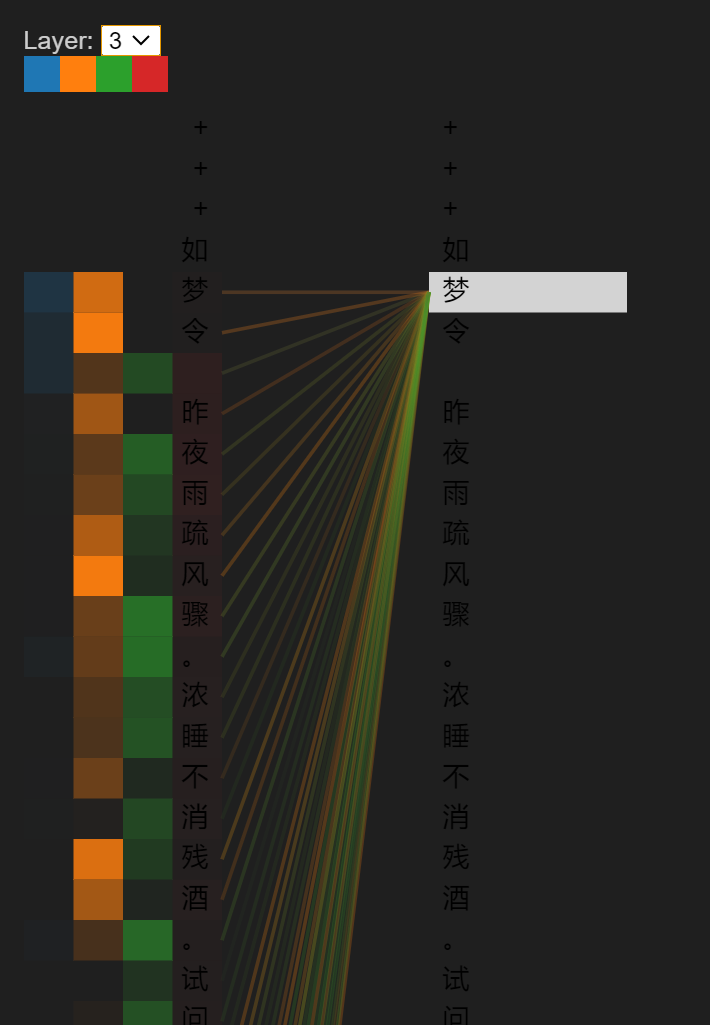 Layer: 3
+ +
+ +
+ +
如 如
梦 梦
令 令
昨 昨
夜 夜
雨 雨
疏 疏
风 风
骤 骤
。 。
浓 浓
睡 睡
不 不
消 消
残 残
酒 酒
。 。
试 试
问 问